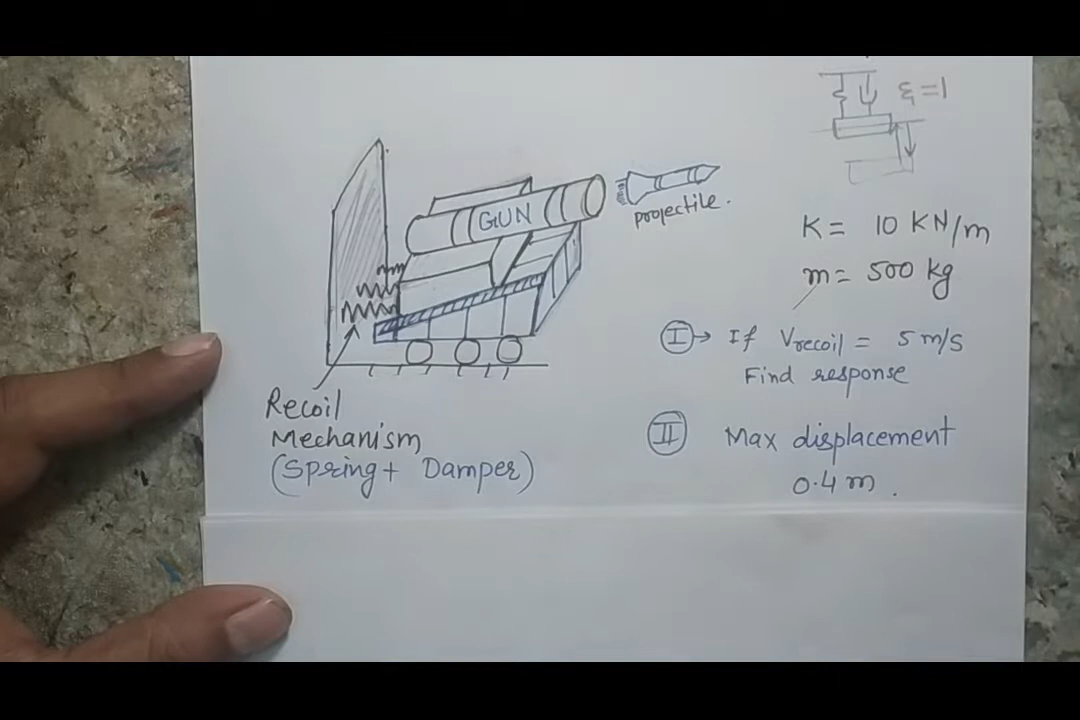 ξ=1
GUN
projectile.
K= 10 KN/m
m= 500 kg
I → If Vrecoil = 5 m/s
Find response
Recoil
Mechanism
(Spring+ Damper)
II Max displacement
0.4 m.